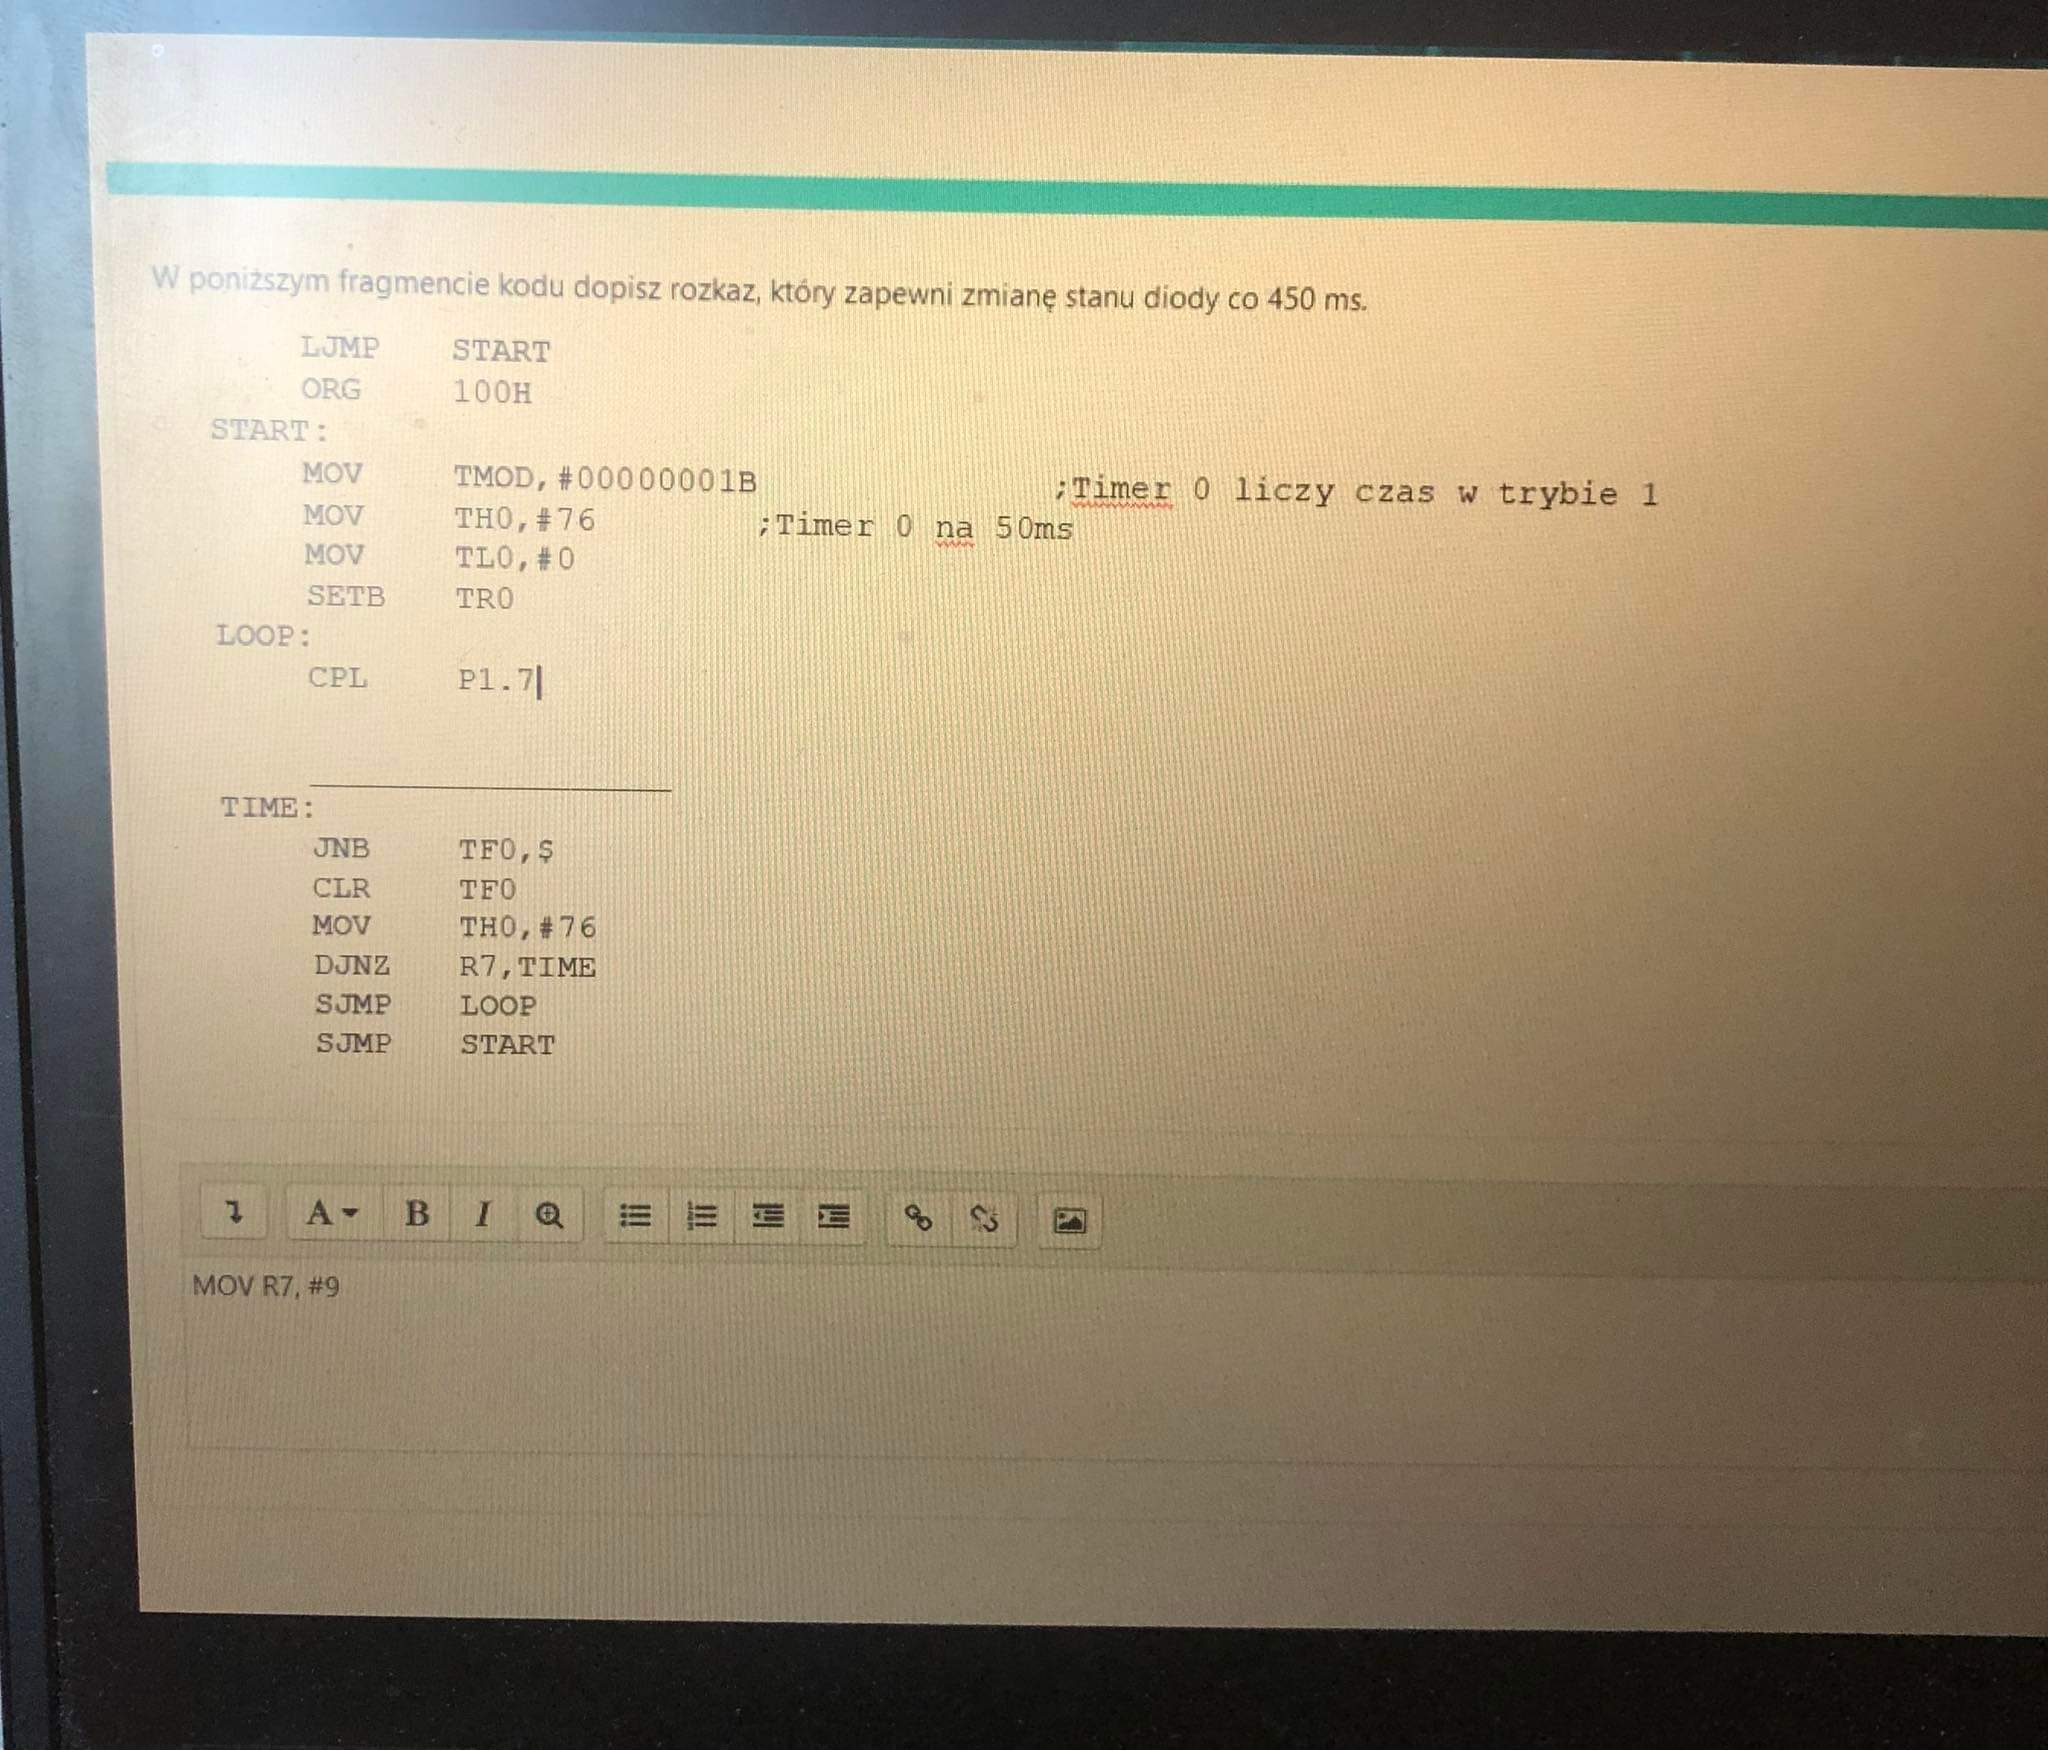 W poniższym fragmencie kodu dopisz rozkaz, który zapewni zmianę stanu diody co 450 ms.
LJMP START
ORG 100H
START:
MOV TMOD,#00000001B ;Timer 0 liczy czas w trybie 1
MOV TH0,#76 ;Timer 0 na 50ms
MOV TL0,#0
SETB TR0
LOOP:
CPL P1.7
TIME:
JNB TF0,$
CLR TF0
MOV TH0,#76
DJNZ R7,TIME
SJMP LOOP
SJMP START
A B I
MOV R7, #9